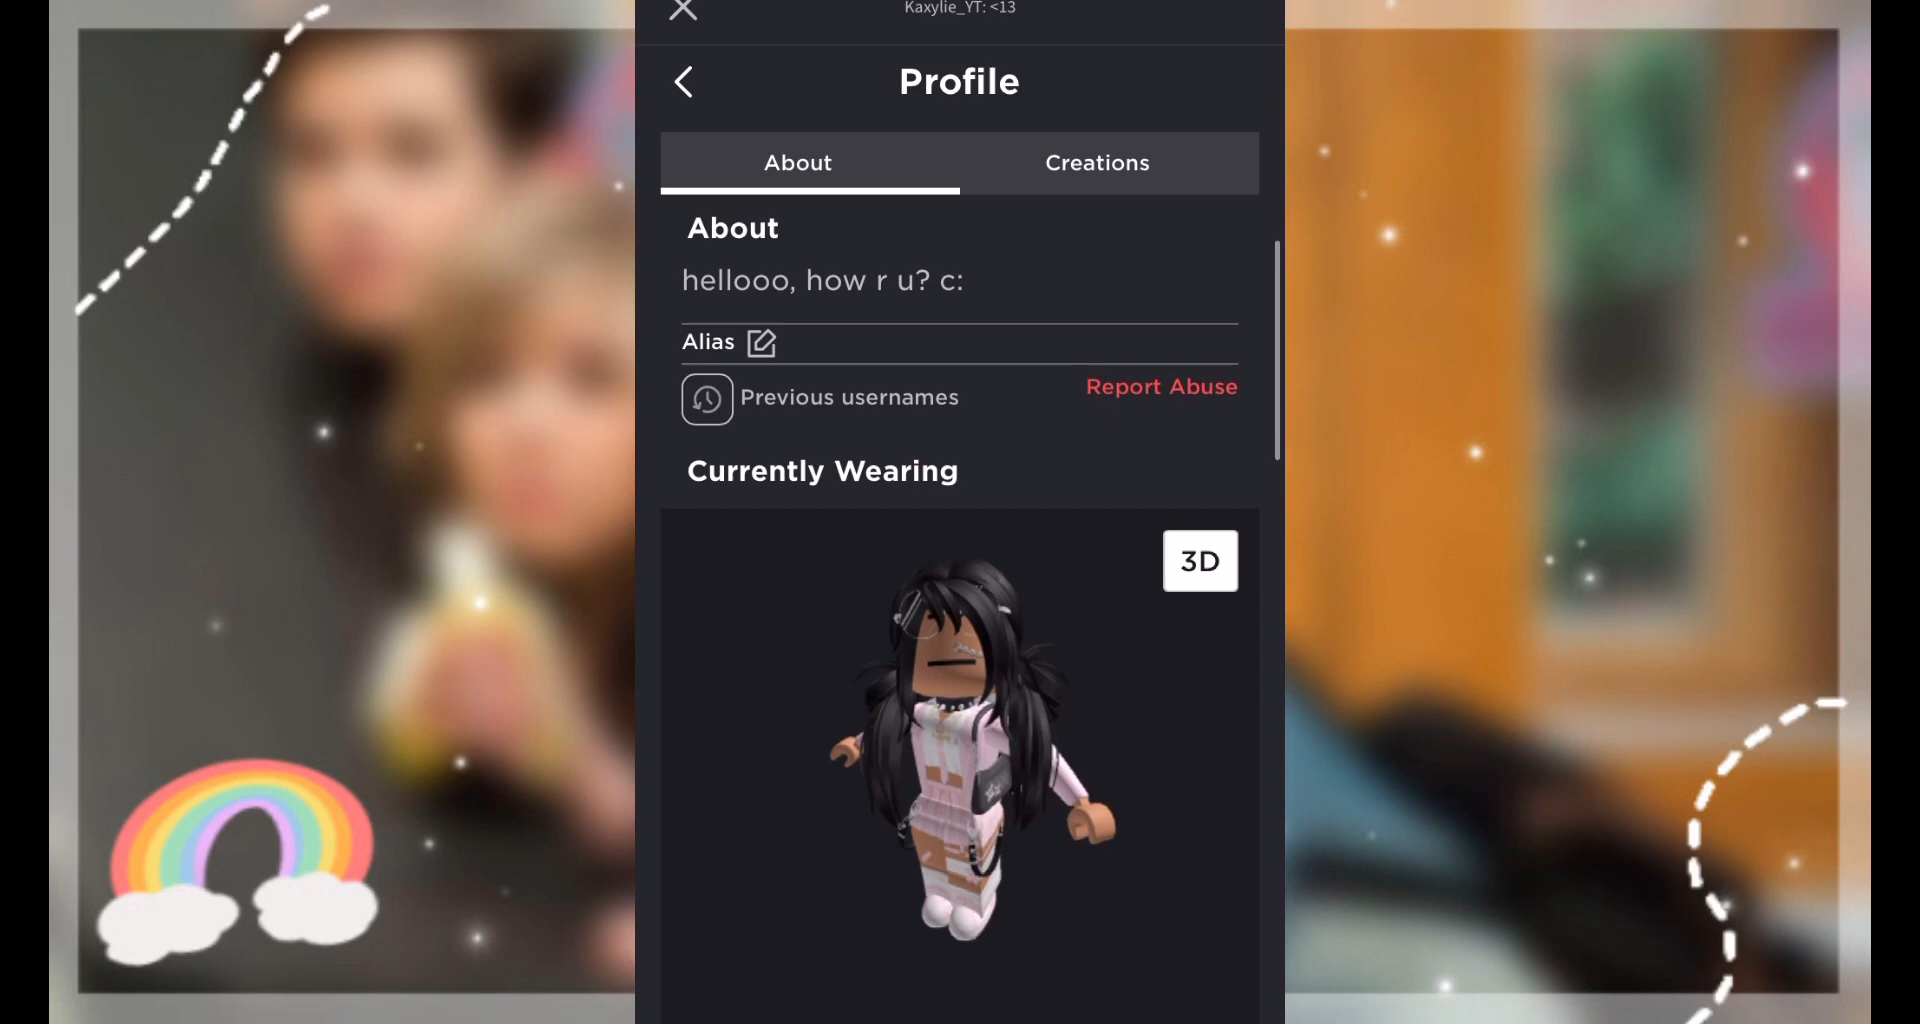 Kaxylie_YT: <13
Profile
About
Creations
About
hellooo, how r u? c:
Alias
Previous usernames
Report Abuse
Currently Wearing
3D